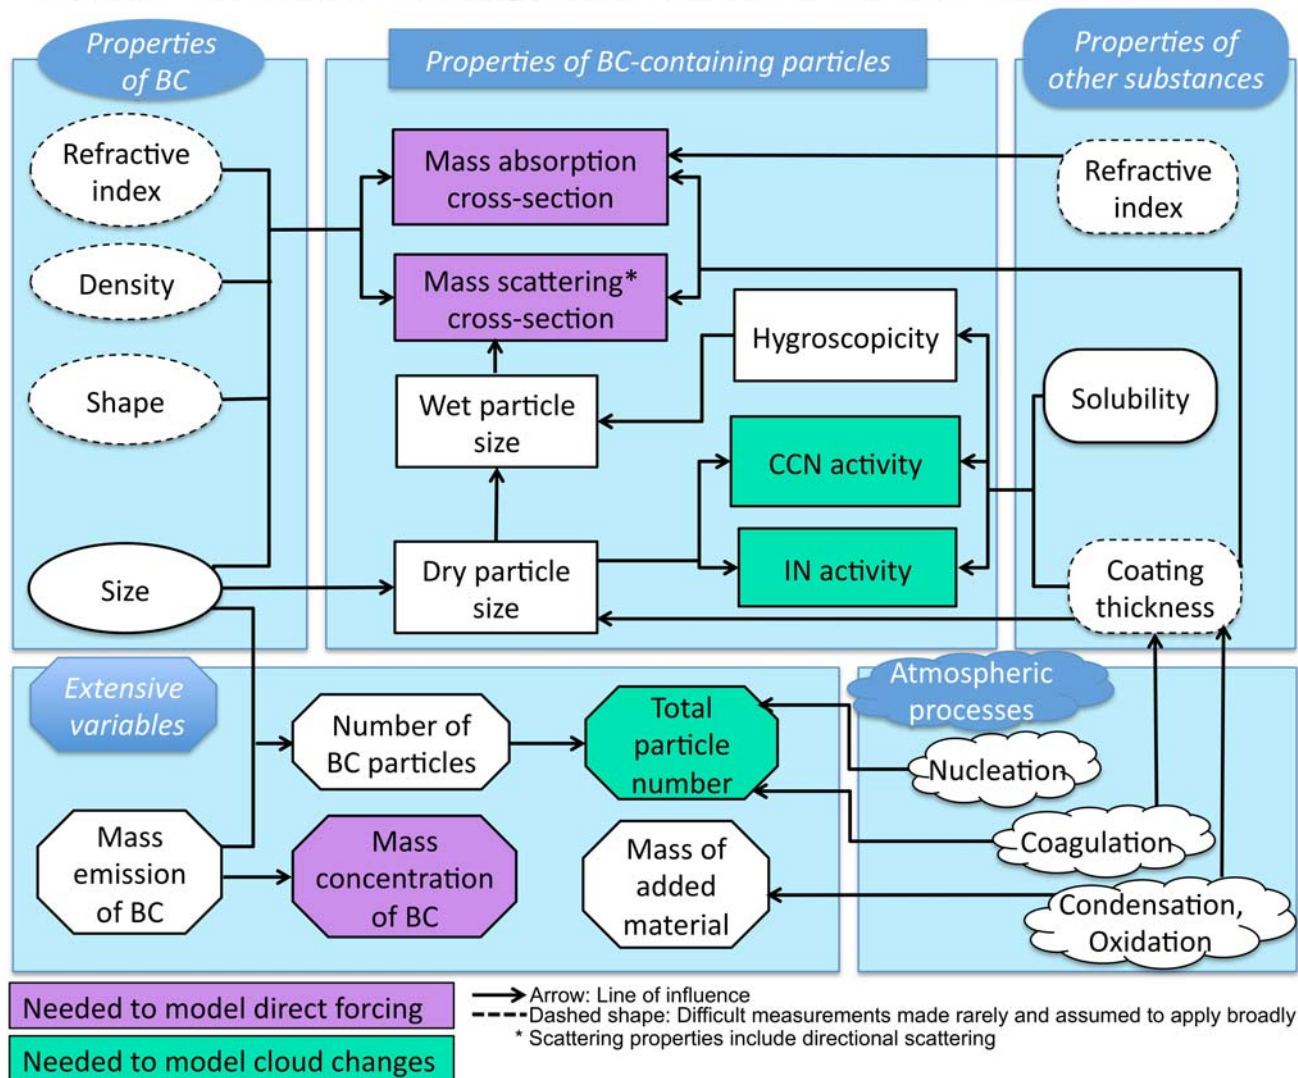 Properties
of BC
Refractive
index
Density
Shape
Size
Properties of BC-containing particles
Mass absorption
cross-section
Mass scattering*
cross-section
Hygroscopicity
Wet particle
size
CCN activity
Dry particle
size
IN activity
Properties of
other substances
Refractive
index
Solubility
Coating
thickness
Extensive
variables
Number of
BC particles
Total
particle
number
Mass
emission
of BC
Mass
concentration
of BC
Mass of
added
material
Atmospheric
processes
Nucleation
Coagulation
Condensation,
Oxidation
Needed to model direct forcing
Needed to model cloud changes
Arrow: Line of influence
Dashed shape: Difficult measurements made rarely and assumed to apply broadly
* Scattering properties include directional scattering